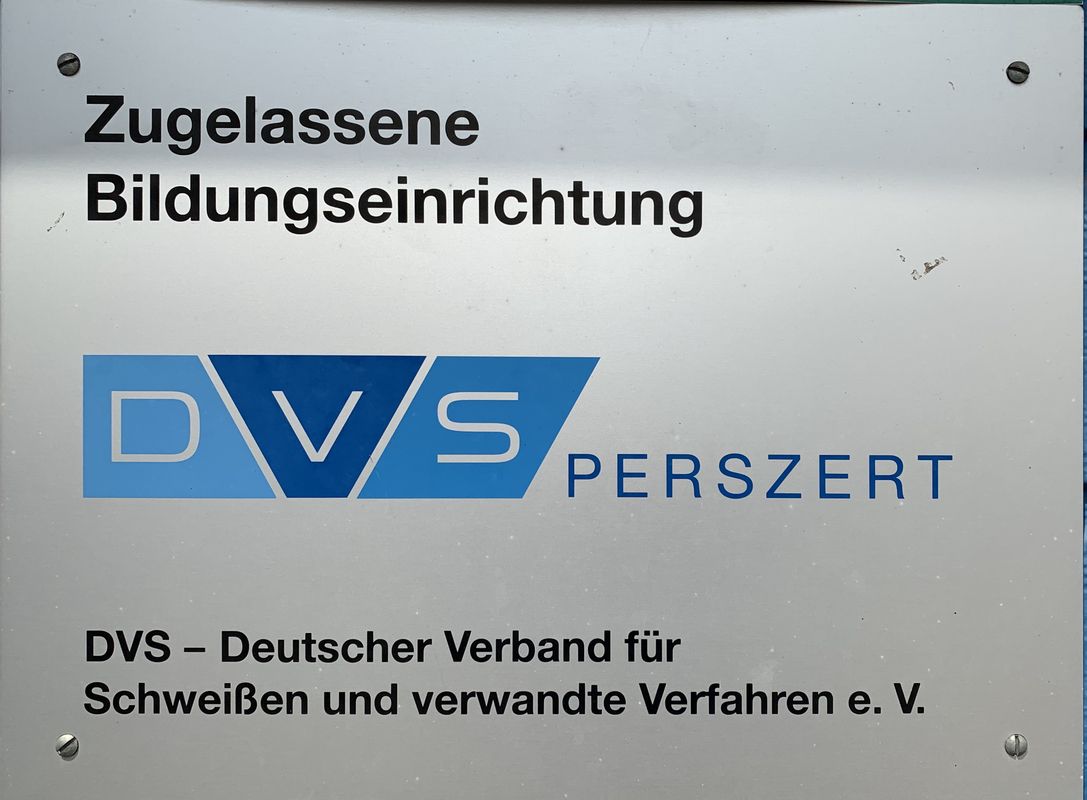 Zugelassene
Bildungseinrichtung
DVS PERSZERT
DVS – Deutscher Verband für
Schweißen und verwandte Verfahren e. V.